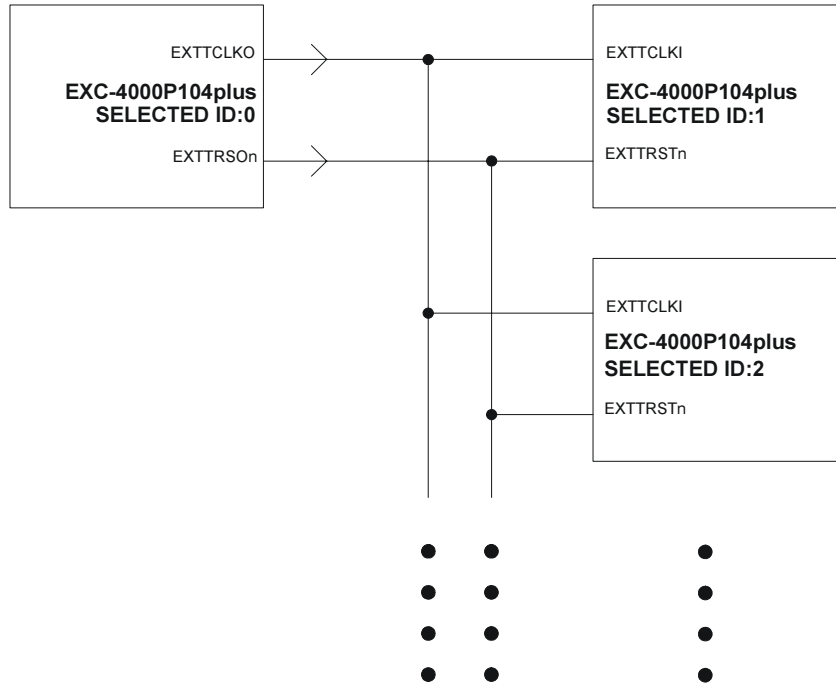 EXTTCLKO
EXC-4000P104plus
SELECTED ID:0
EXTTRSOn
EXTTCLKI
EXC-4000P104plus
SELECTED ID:1
EXTTRSTn
EXTTCLKI
EXC-4000P104plus
SELECTED ID:2
EXTTRSTn